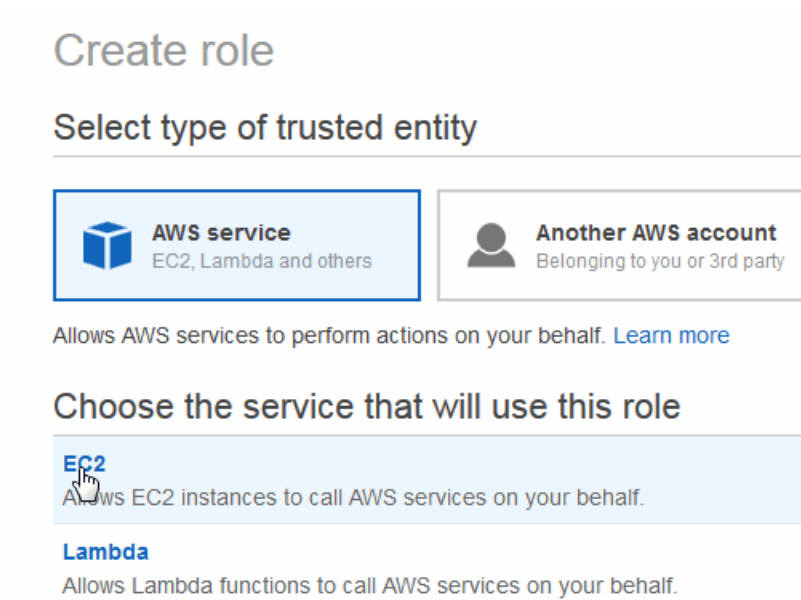 Create role
Select type of trusted entity
AWS service
EC2, Lambda and others
Another AWS account
Belonging to you or 3rd party
Allows AWS services to perform actions on your behalf. Learn more
Choose the service that will use this role
EC2
Allows EC2 instances to call AWS services on your behalf.
Lambda
Allows Lambda functions to call AWS services on your behalf.